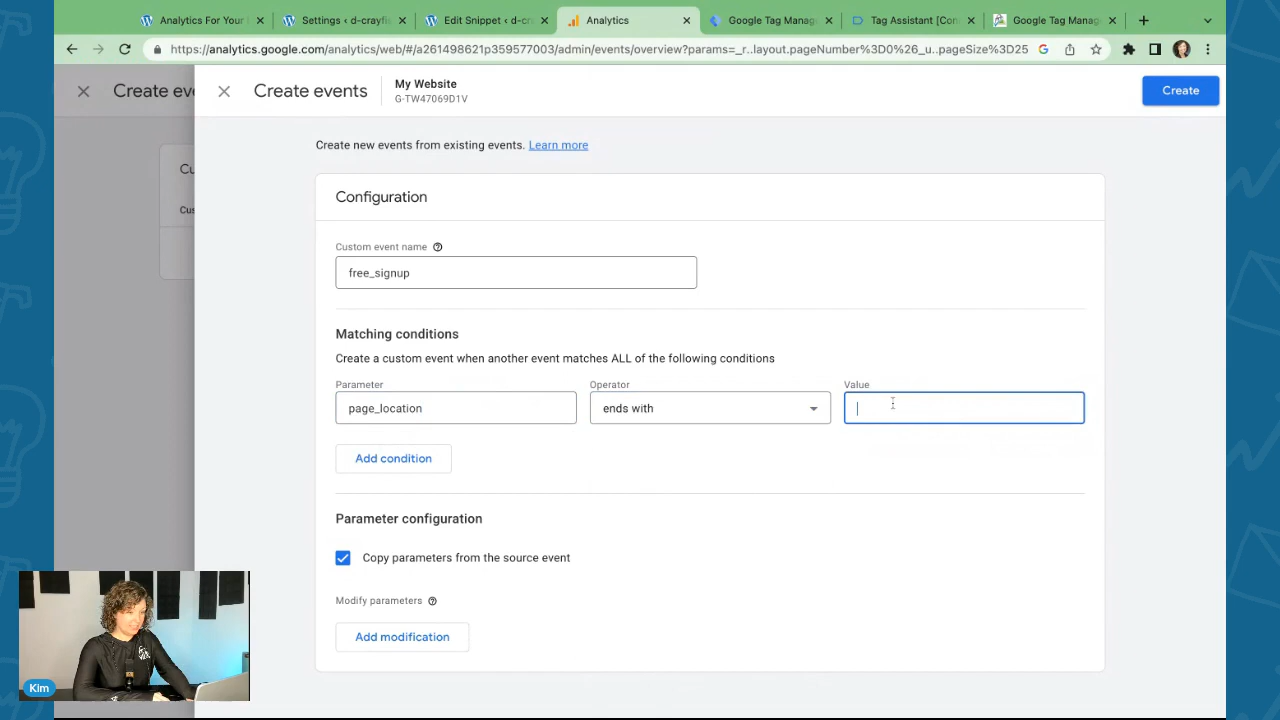 Analytics For Your
Settings ‹ d-crayfis
Edit Snippet ‹ d-cr
Analytics
Google Tag Manag
Tag Assistant [Con
Google Tag Manag
https://analytics.google.com/analytics/web/#/a261498621p359577003/admin/events/overview?params=_r..layout.pageNumber%3D0%26_u..pageSize%3D25
Create eve
Create events
My Website
G-TW47069D1V
Create
Create new events from existing events. Learn more
Cu
Cus
Configuration
Custom event name
free_signup
Matching conditions
Create a custom event when another event matches ALL of the following conditions
Parameter
Operator
Value
page_location
ends with
Add condition
Parameter configuration
Copy parameters from the source event
Modify parameters
Add modification
Kim